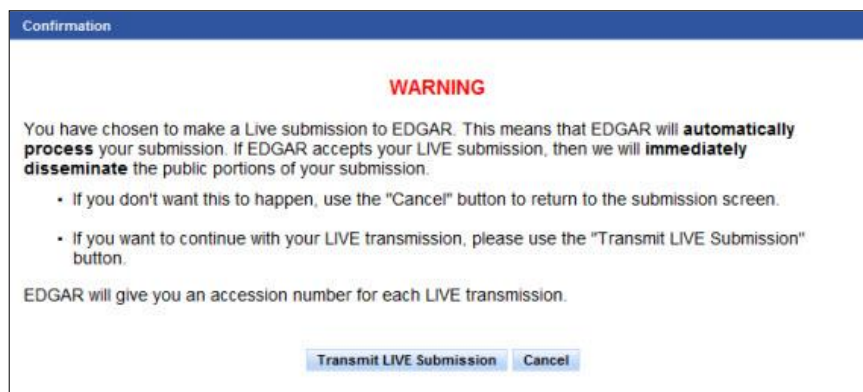 Confirmation
WARNING
You have chosen to make a Live submission to EDGAR. This means that EDGAR will automatically
process your submission. If EDGAR accepts your LIVE submission, then we will immediately
disseminate the public portions of your submission.
• If you don't want this to happen, use the "Cancel" button to return to the submission screen.
• If you want to continue with your LIVE transmission, please use the "Transmit LIVE Submission"
button.
EDGAR will give you an accession number for each LIVE transmission.
Transmit LIVE Submission Cancel